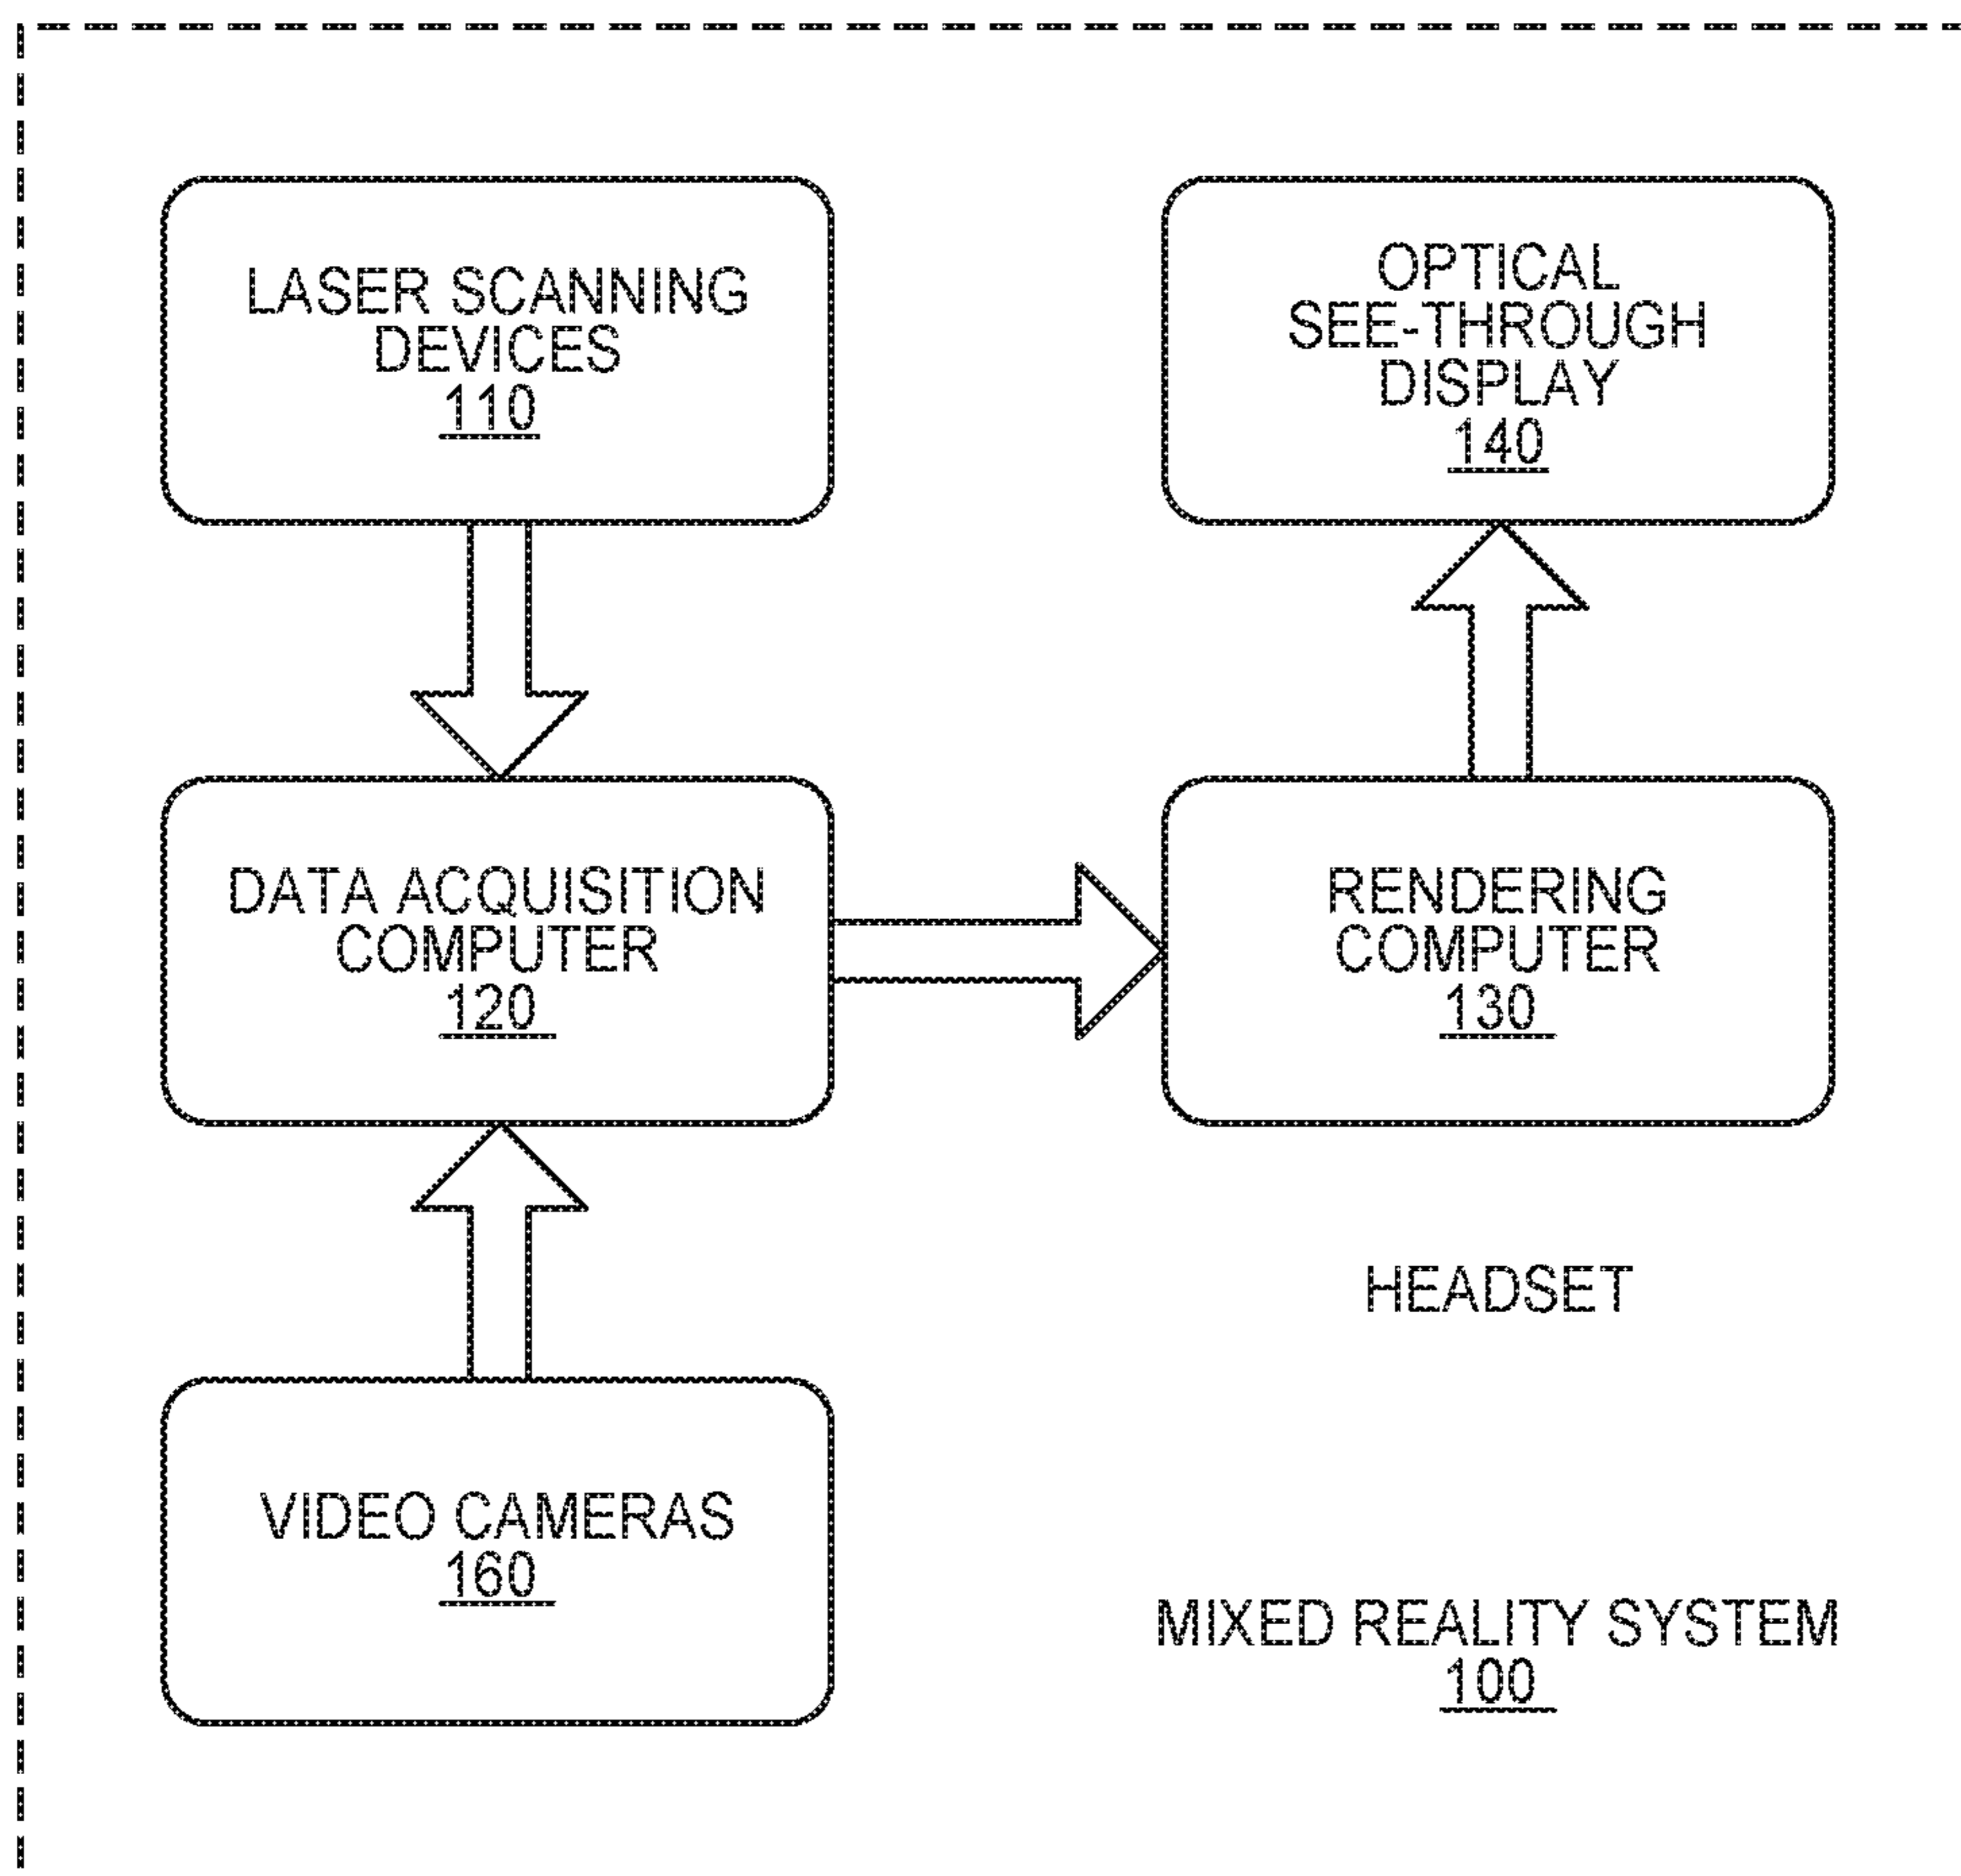 LASER SCANNING
DEVICES
110
OPTICAL
SEE-THROUGH
DISPLAY
140
DATA ACQUISITION
COMPUTER
120
RENDERING
COMPUTER
130
HEADSET
VIDEO CAMERAS
160
MIXED REALITY SYSTEM
100